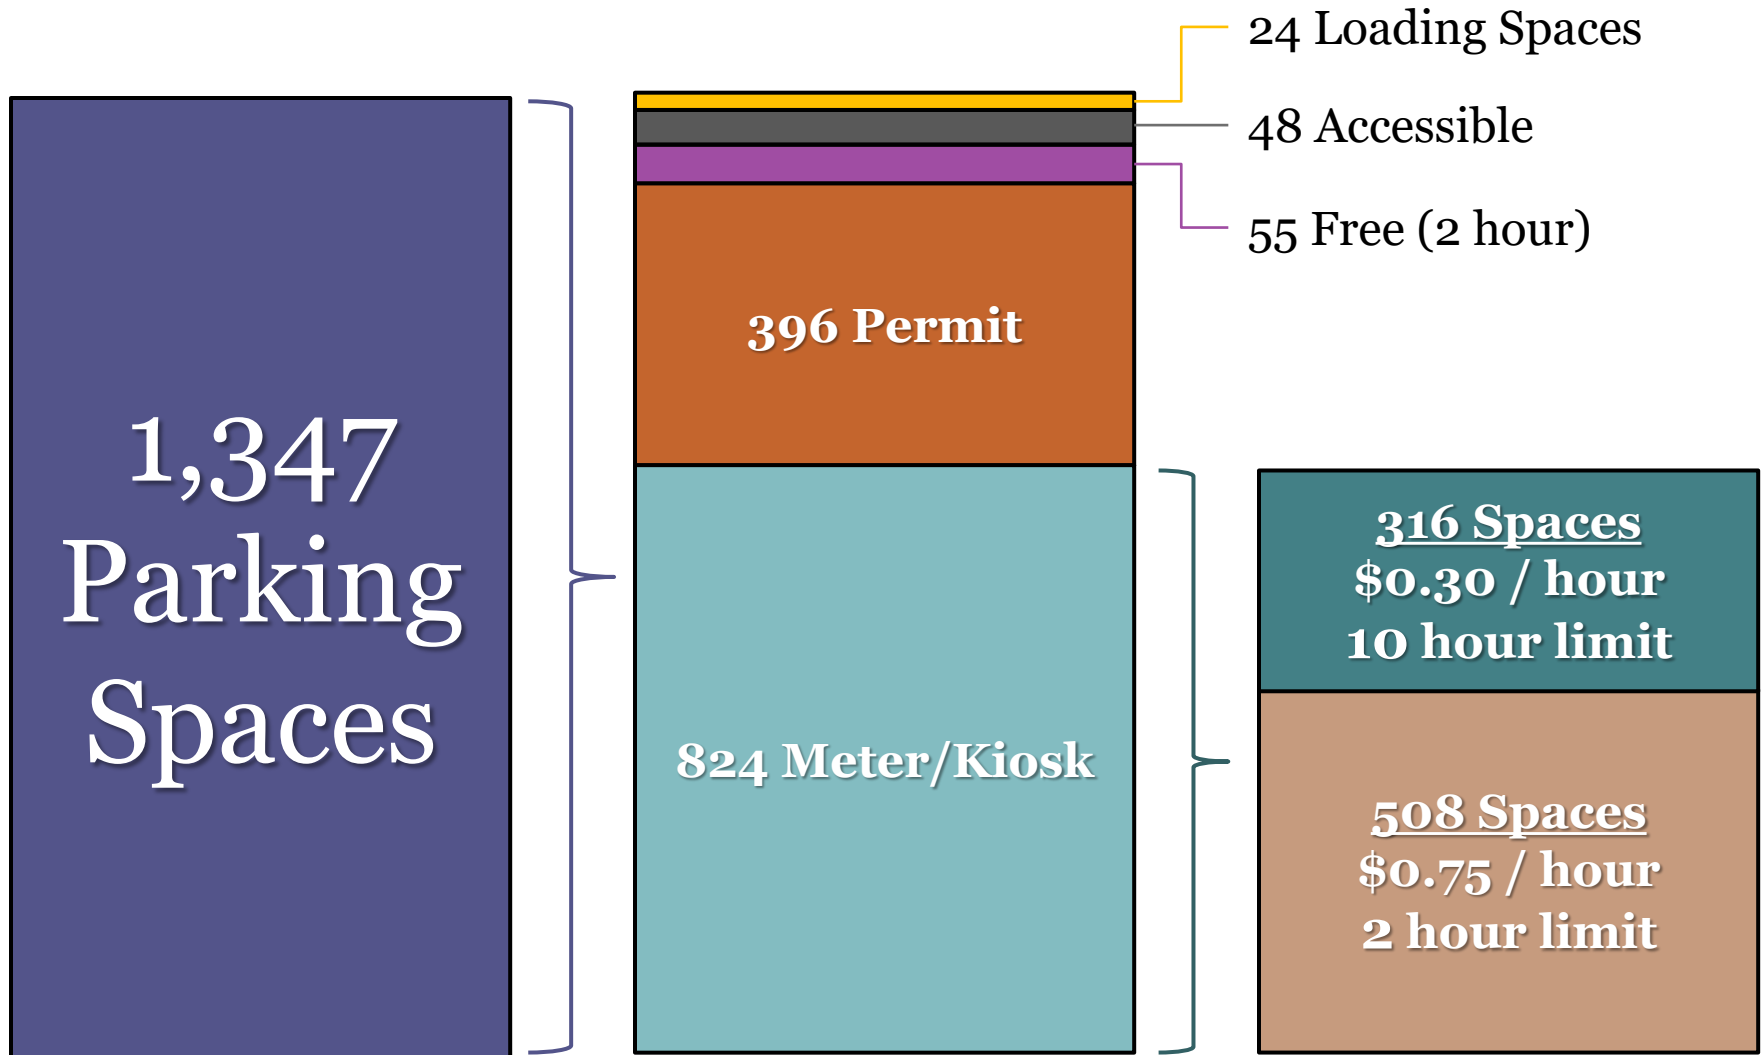 24 Loading Spaces
48 Accessible
55 Free (2 hour)
396 Permit
1,347
Parking
Spaces
824 Meter/Kiosk
316 Spaces
$0.30 / hour
10 hour limit
508 Spaces
$0.75 / hour
2 hour limit